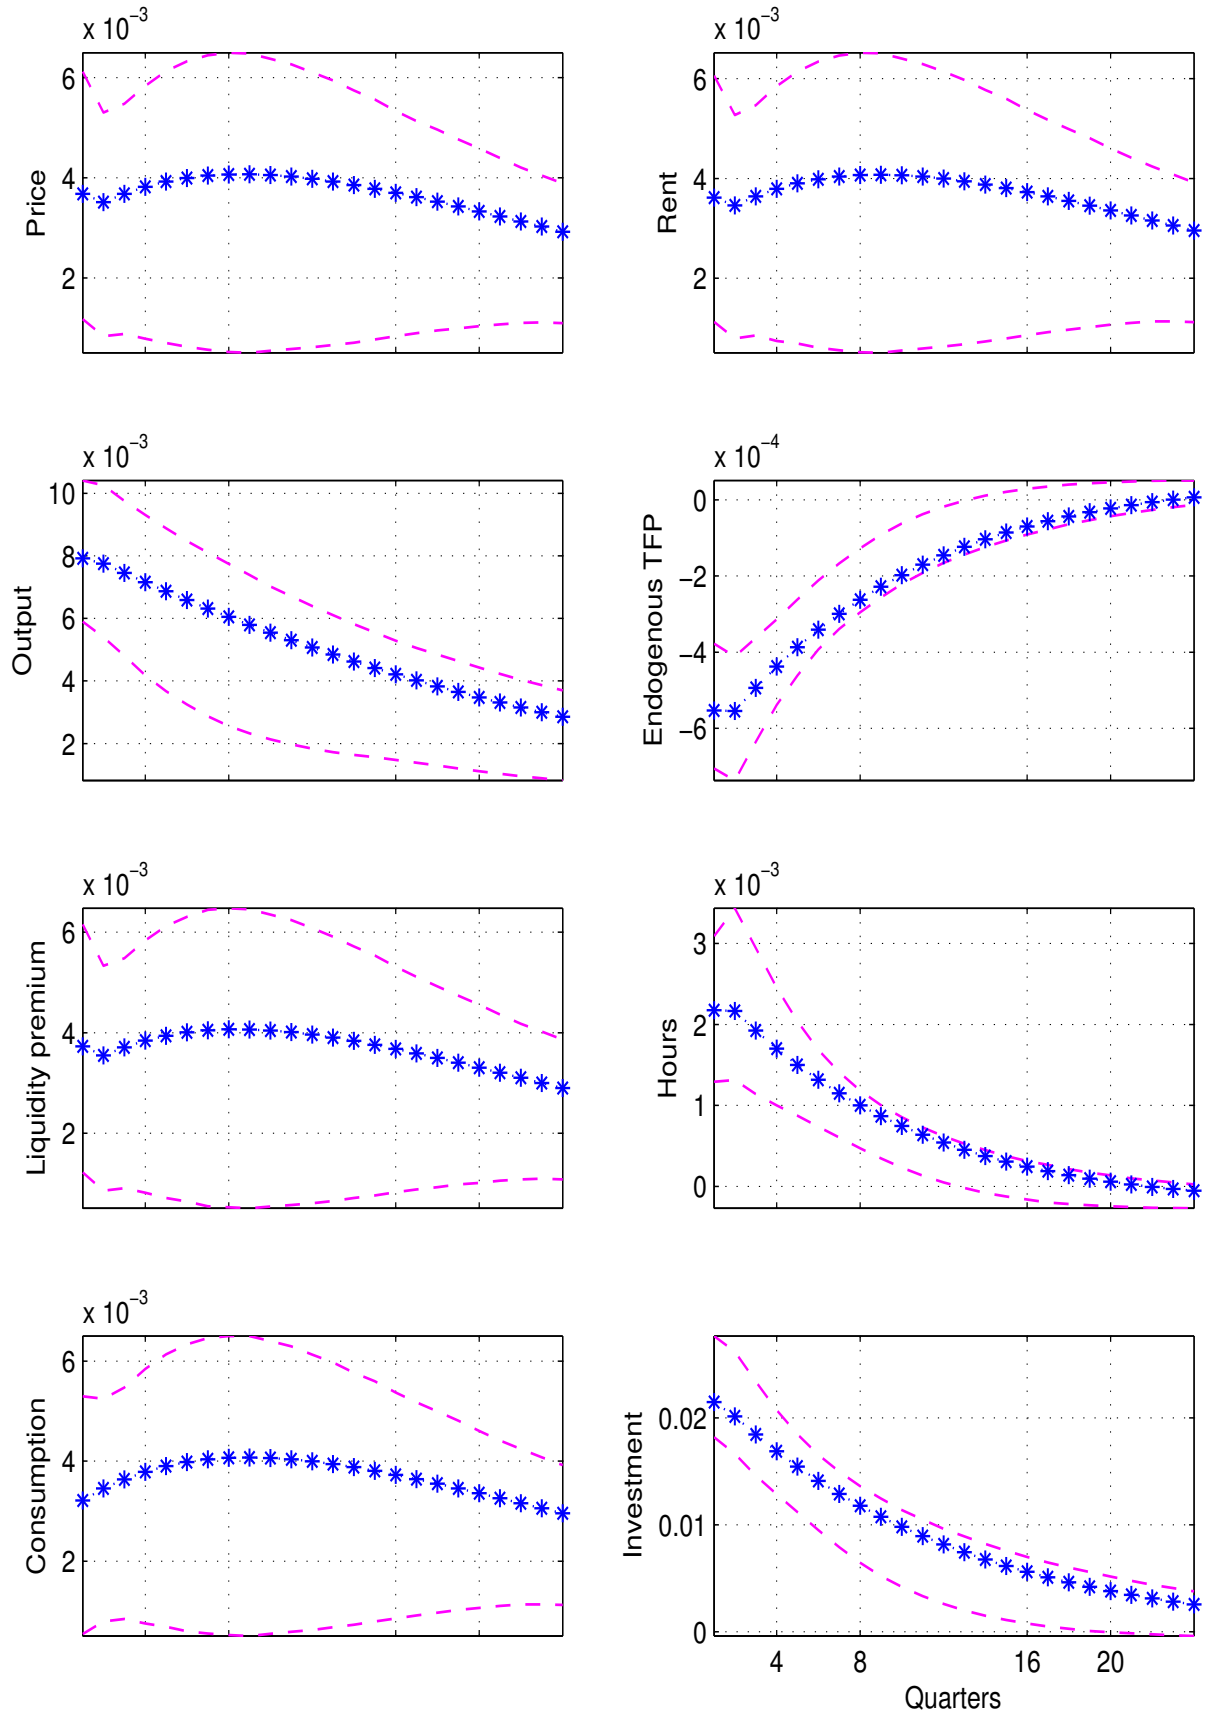 x 10⁻³
6
4
2
Price
x 10⁻³
6
4
2
Rent
x 10⁻³
10
8
6
4
2
Output
x 10⁻⁴
0
−2
−4
−6
Endogenous TFP
x 10⁻³
6
4
2
Liquidity premium
x 10⁻³
3
2
1
0
Hours
x 10⁻³
6
4
2
Consumption
0.02
0.01
0
Investment
4 8 16 20
Quarters